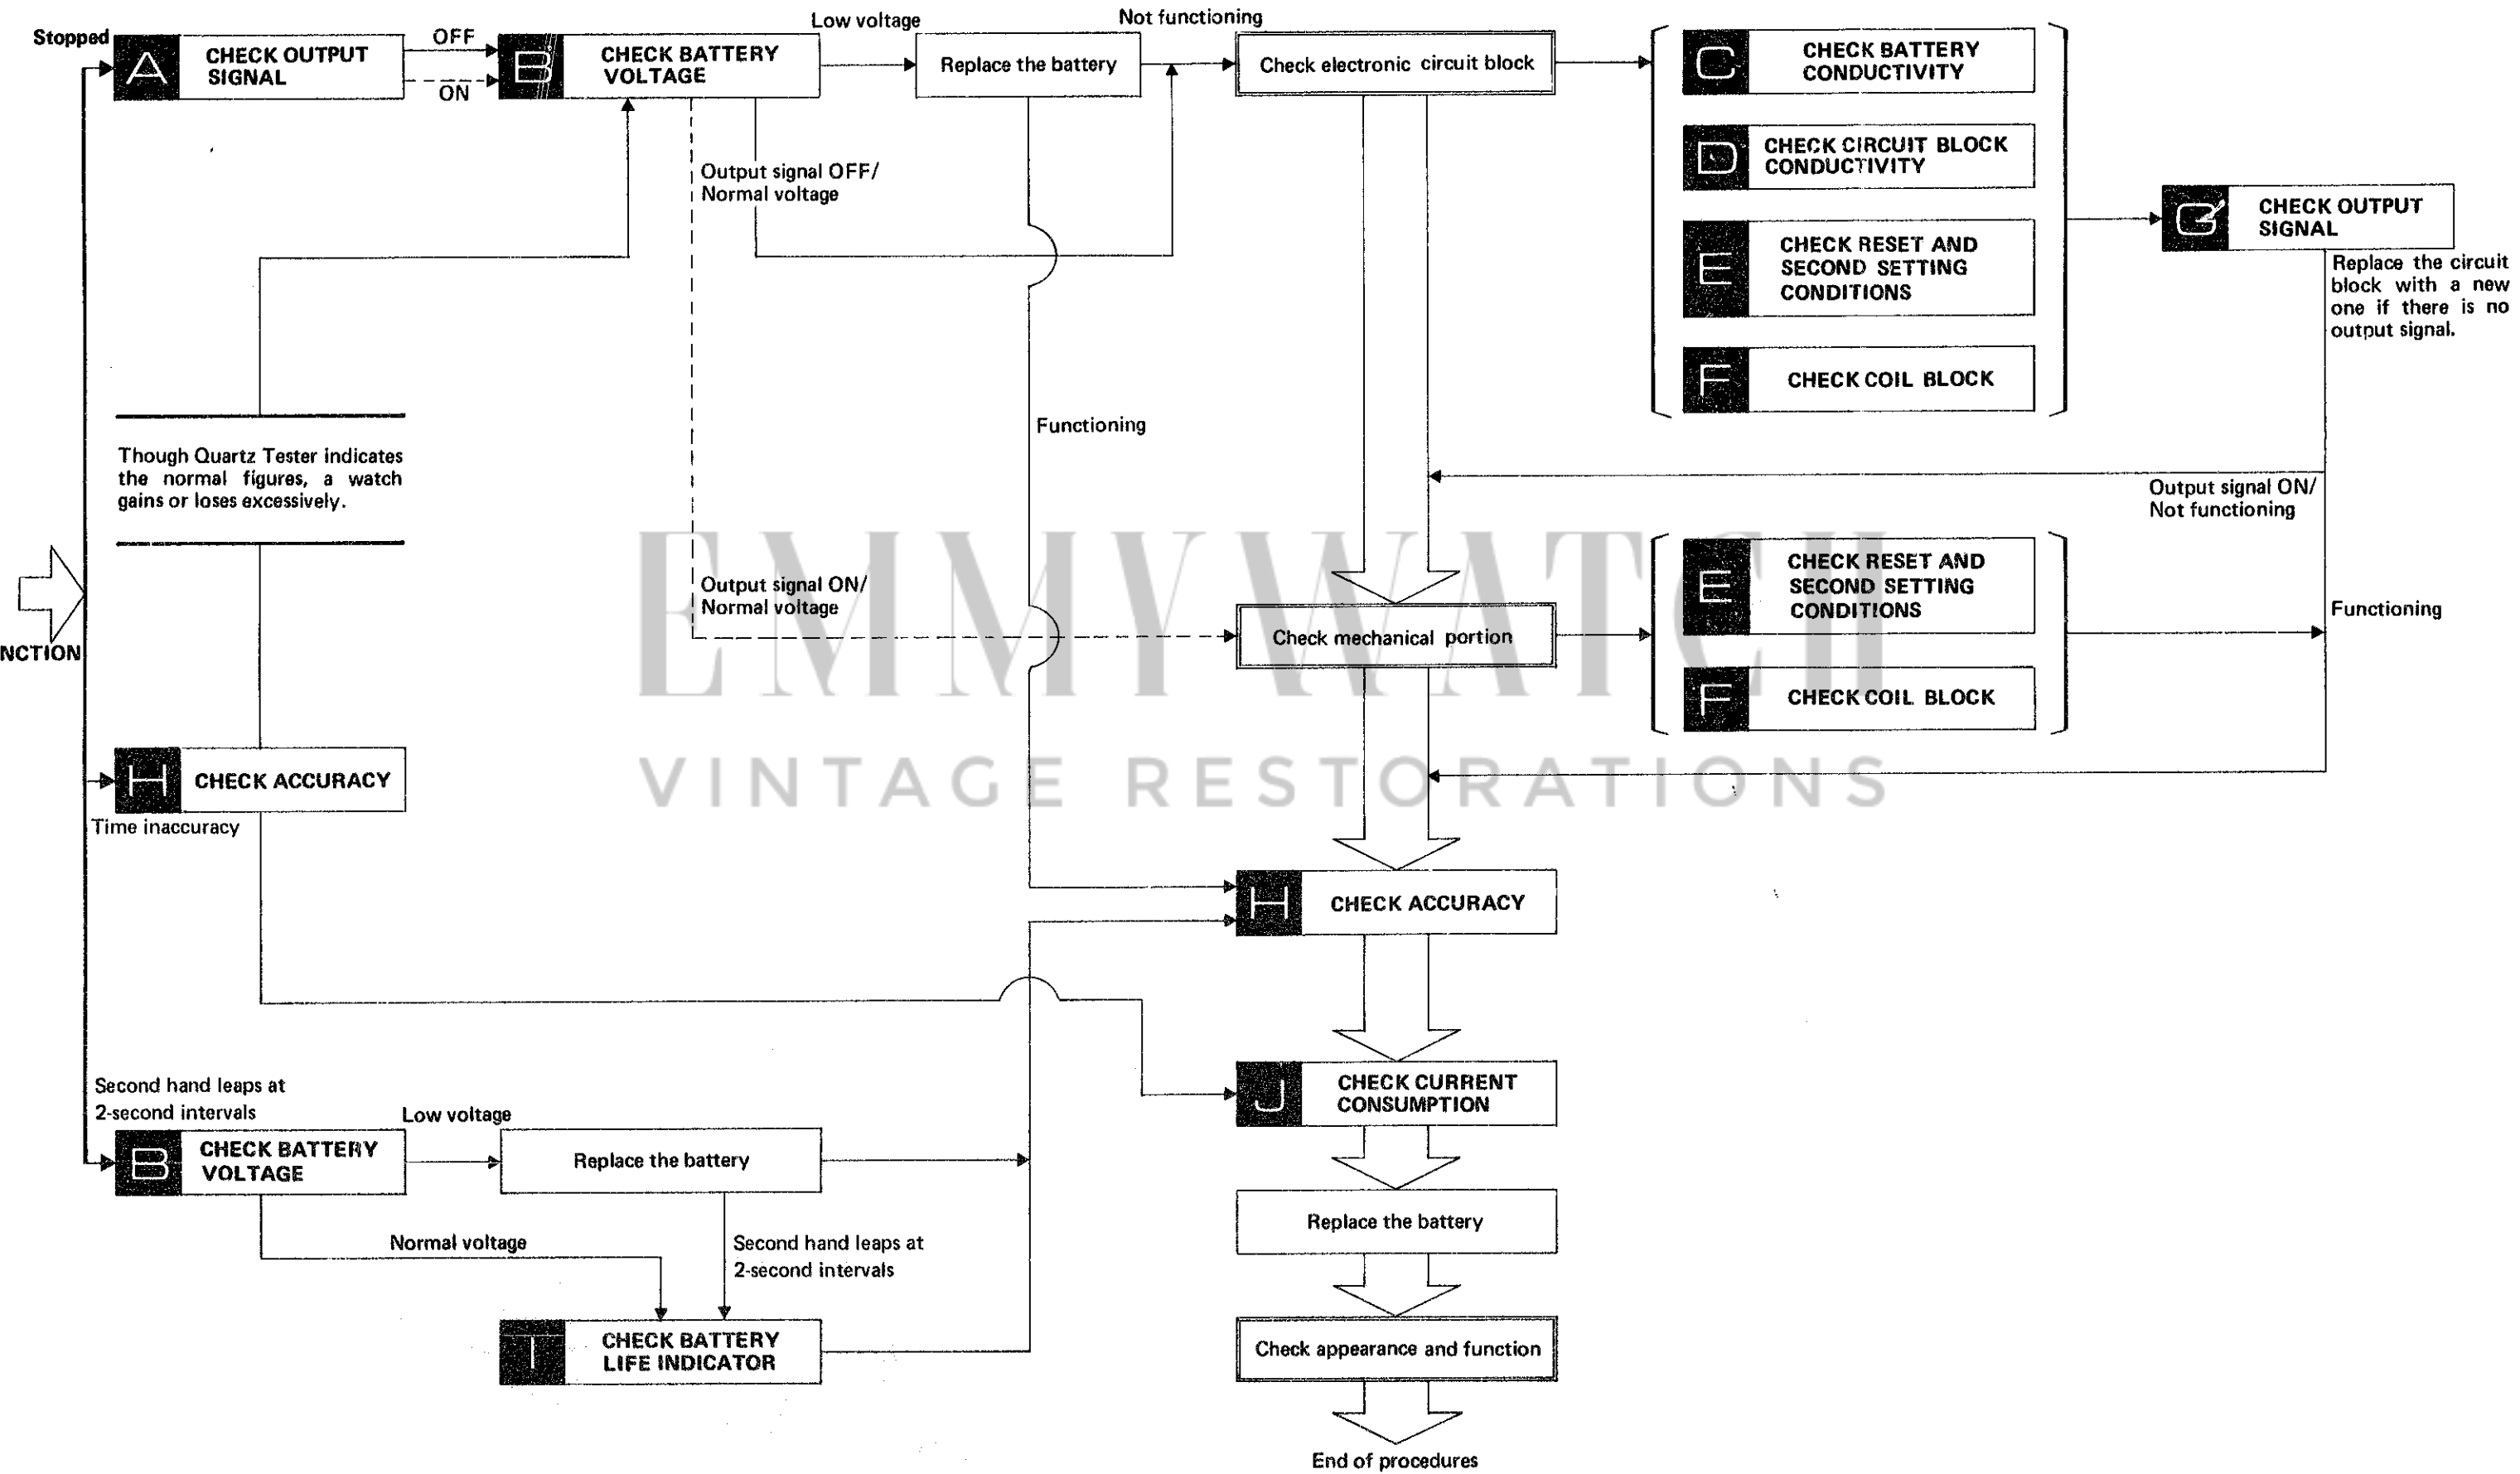 Stopped
A
CHECK OUTPUT
SIGNAL
OFF
ON
B
CHECK BATTERY
VOLTAGE
Low voltage
Replace the battery
Not functioning
Check electronic circuit block
C
CHECK BATTERY
CONDUCTIVITY
D
CHECK CIRCUIT BLOCK
CONDUCTIVITY
E
CHECK RESET AND
SECOND SETTING
CONDITIONS
F
CHECK COIL BLOCK
G
CHECK OUTPUT
SIGNAL
Replace the circuit
block with a new
one if there is no
output signal.
Output signal OFF/
Normal voltage
Functioning
Though Quartz Tester indicates
the normal figures, a watch
gains or loses excessively.
Output signal ON/
Not functioning
Output signal ON/
Normal voltage
Check mechanical portion
E
CHECK RESET AND
SECOND SETTING
CONDITIONS
F
CHECK COIL BLOCK
Functioning
NCTION
EMMYWATCH
VINTAGE RESTORATIONS
H
CHECK ACCURACY
Time inaccuracy
H
CHECK ACCURACY
J
CHECK CURRENT
CONSUMPTION
Second hand leaps at
2-second intervals
B
CHECK BATTERY
VOLTAGE
Low voltage
Replace the battery
Normal voltage
Second hand leaps at
2-second intervals
I
CHECK BATTERY
LIFE INDICATOR
Replace the battery
Check appearance and function
End of procedures